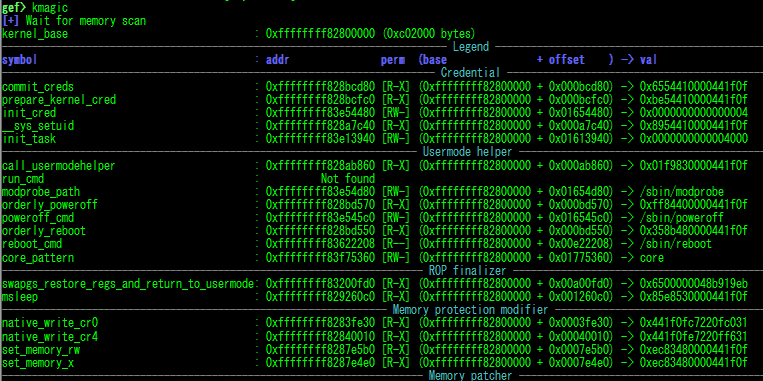 gef> kmagic
[+] Wait for memory scan
kernel_base : 0xffffffff82800000 (0xc02000 bytes)
Legend
symbol : addr perm (base + offset ) -> val
Credential
commit_creds : 0xffffffff828bcd80 [R-X] (0xffffffff82800000 + 0x000bcd80) -> 0x6554410000441f0f
prepare_kernel_cred : 0xffffffff828bcfc0 [R-X] (0xffffffff82800000 + 0x000bcfc0) -> 0xbe54410000441f0f
init_cred : 0xffffffff83e54480 [RW-] (0xffffffff82800000 + 0x01654480) -> 0x0000000000000004
__sys_setuid : 0xffffffff828a7c40 [R-X] (0xffffffff82800000 + 0x000a7c40) -> 0x8954410000441f0f
init_task : 0xffffffff83e13940 [RW-] (0xffffffff82800000 + 0x01613940) -> 0x0000000000004000
Usermode helper
call_usermodehelper : 0xffffffff828ab860 [R-X] (0xffffffff82800000 + 0x000ab860) -> 0x01f9830000441f0f
run_cmd : Not found
modprobe_path : 0xffffffff83e54d80 [RW-] (0xffffffff82800000 + 0x01654d80) -> /sbin/modprobe
orderly_poweroff : 0xffffffff828bd570 [R-X] (0xffffffff82800000 + 0x000bd570) -> 0xff84400000441f0f
poweroff_cmd : 0xffffffff83e545c0 [RW-] (0xffffffff82800000 + 0x016545c0) -> /sbin/poweroff
orderly_reboot : 0xffffffff828bd550 [R-X] (0xffffffff82800000 + 0x000bd550) -> 0x358b480000441f0f
reboot_cmd : 0xffffffff83622208 [R--] (0xffffffff82800000 + 0x00e22208) -> /sbin/reboot
core_pattern : 0xffffffff83f75360 [RW-] (0xffffffff82800000 + 0x01775360) -> core
ROP finalizer
swapgs_restore_regs_and_return_to_usermode: 0xffffffff83200fd0 [R-X] (0xffffffff82800000 + 0x00a00fd0) -> 0x6500000048b919eb
msleep : 0xffffffff829260c0 [R-X] (0xffffffff82800000 + 0x001260c0) -> 0x85e8530000441f0f
Memory protection modifier
native_write_cr0 : 0xffffffff8283fe30 [R-X] (0xffffffff82800000 + 0x0003fe30) -> 0x441f0fc7220fc031
native_write_cr4 : 0xffffffff82840010 [R-X] (0xffffffff82800000 + 0x00040010) -> 0x441f0fe7220ff631
set_memory_rw : 0xffffffff8287e5b0 [R-X] (0xffffffff82800000 + 0x0007e5b0) -> 0xec83480000441f0f
set_memory_x : 0xffffffff8287e4e0 [R-X] (0xffffffff82800000 + 0x0007e4e0) -> 0xec83480000441f0f
Memory patcher